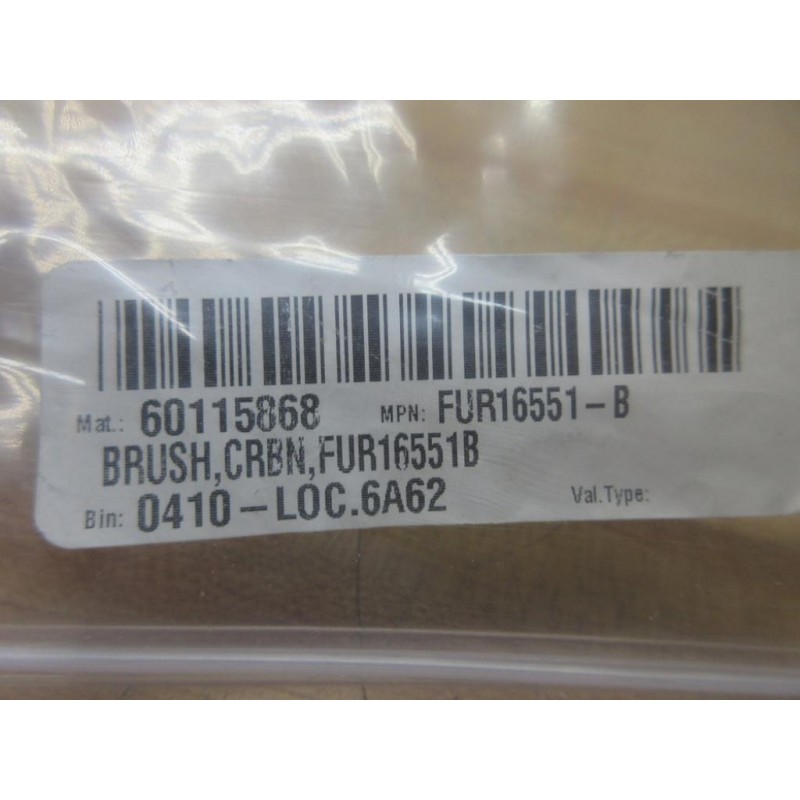 Mat.: 60115868 MPN: FUR16551-B
BRUSH,CRBN,FUR16551B
Bin: 0410-LOC.6A62 Val.Type: